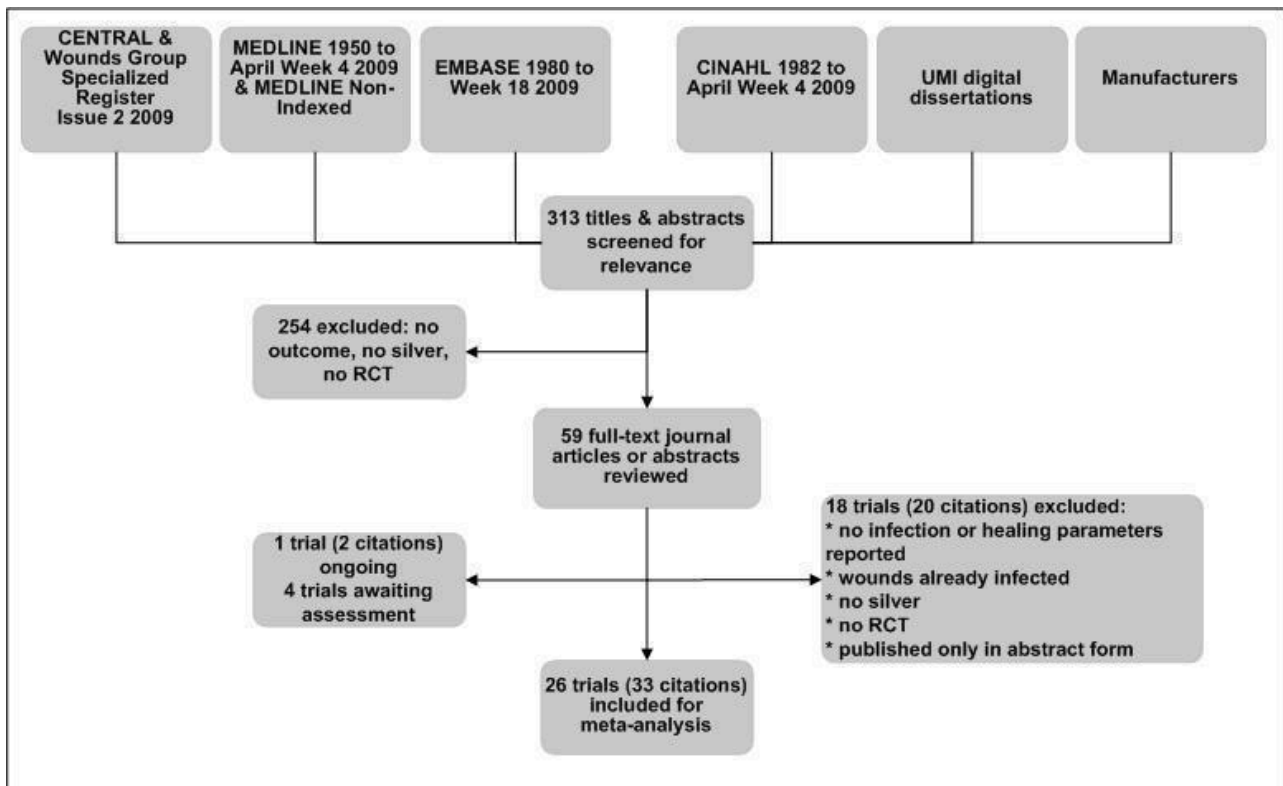 CENTRAL &
Wounds Group
Specialized
Register
Issue 2 2009
MEDLINE 1950 to
April Week 4 2009
& MEDLINE Non-
Indexed
EMBASE 1980 to
Week 18 2009
CINAHL 1982 to
April Week 4 2009
UMI digital
dissertations
Manufacturers
313 titles & abstracts
screened for
relevance
254 excluded: no
outcome, no silver,
no RCT
59 full-text journal
articles or abstracts
reviewed
1 trial (2 citations)
ongoing
4 trials awaiting
assessment
18 trials (20 citations) excluded:
* no infection or healing parameters
reported
* wounds already infected
* no silver
* no RCT
* published only in abstract form
26 trials (33 citations)
included for
meta-analysis